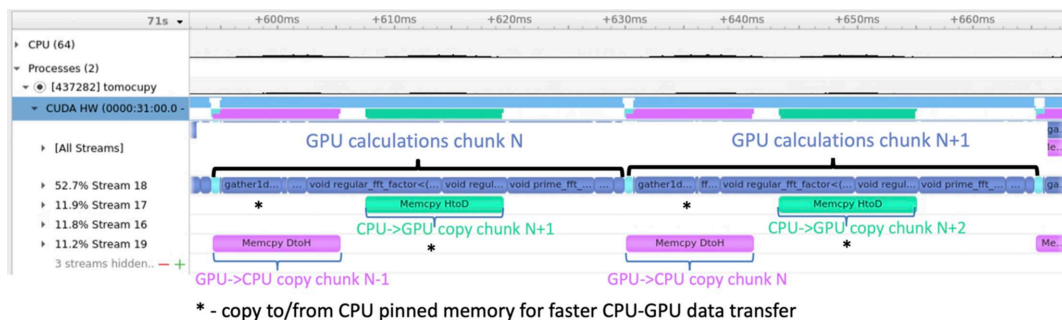 71s +600ms +610ms +620ms +630ms +640ms +650ms +660ms
CPU (64)
Processes (2)
[437282] tomocupy
CUDA HW (0000:31:00.0 -
[All Streams]
GPU calculations chunk N GPU calculations chunk N+1
ga...
Me...
52.7% Stream 18 gather1d... ... void regular_fft_factor<(... void regul... void prime_fft_... ... gather1d... ff... void regular_fft_factor<(... void regul... void prime_fft_... ... ga...
11.9% Stream 17 * Memcpy HtoD * Memcpy HtoD
CPU->GPU copy chunk N+1 CPU->GPU copy chunk N+2
11.8% Stream 16
11.2% Stream 19 Memcpy DtoH * Memcpy DtoH * Me...
3 streams hidden.. − +
GPU->CPU copy chunk N-1 GPU->CPU copy chunk N
* - copy to/from CPU pinned memory for faster CPU-GPU data transfer